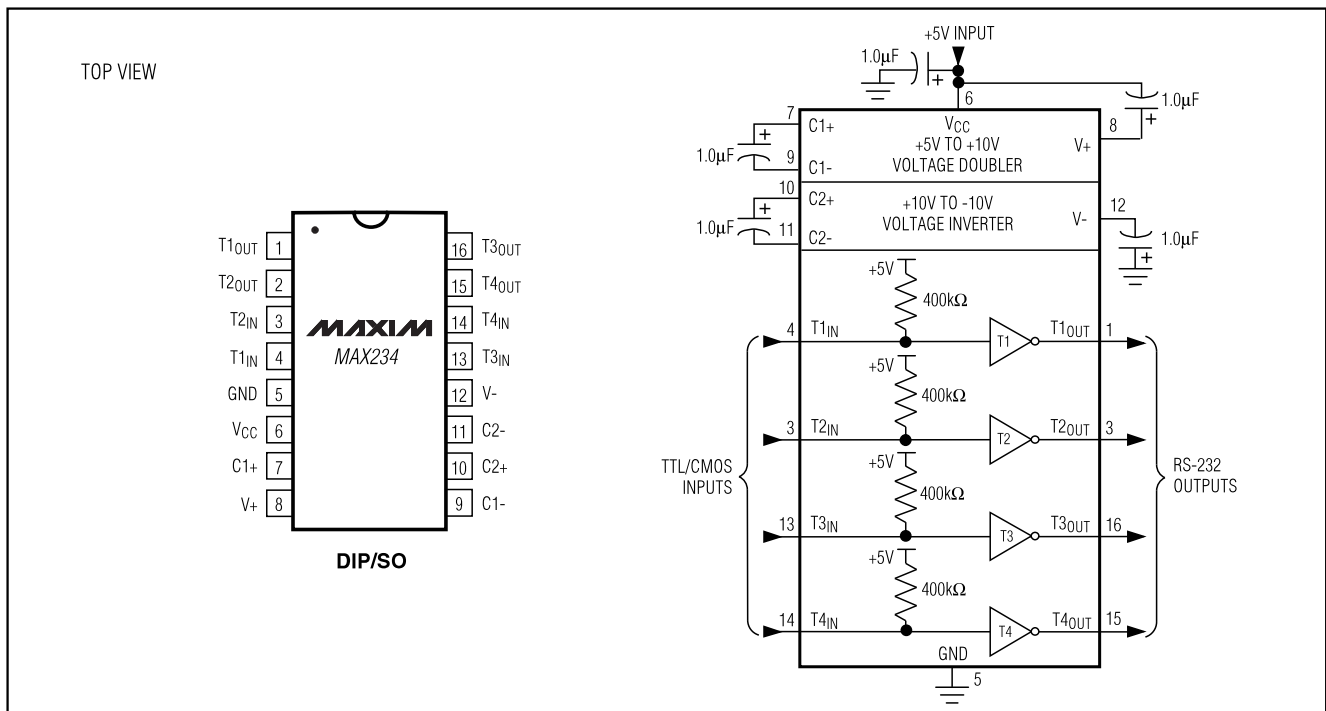 TOP VIEW
T1OUT 1
T2OUT 2
T2IN 3
T1IN 4
GND 5
VCC 6
C1+ 7
V+ 8
16 T3OUT
15 T4OUT
14 T4IN
13 T3IN
12 V-
11 C2-
10 C2+
9 C1-
MAXIM
MAX234
DIP/SO
+5V INPUT
1.0μF
+
6
1.0μF
+
7 C1+
+
1.0μF
9 C1-
VCC
+5V TO +10V
VOLTAGE DOUBLER
V+ 8
10 C2+
+
1.0μF
11 C2-
+10V TO -10V
VOLTAGE INVERTER
V- 12
1.0μF
+
+5V
400kΩ
4 T1IN
T1
T1OUT 1
+5V
400kΩ
3 T2IN
T2
T2OUT 3
TTL/CMOS
INPUTS
RS-232
OUTPUTS
+5V
400kΩ
13 T3IN
T3
T3OUT 16
+5V
400kΩ
14 T4IN
T4
T4OUT 15
GND
5